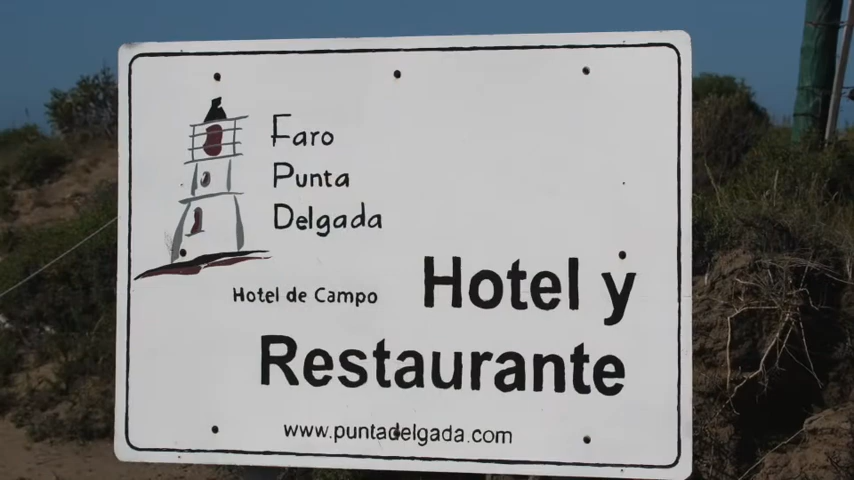 Faro
Punta
Delgada
Hotel de Campo
Hotel y
Restaurante
www.puntadelgada.com